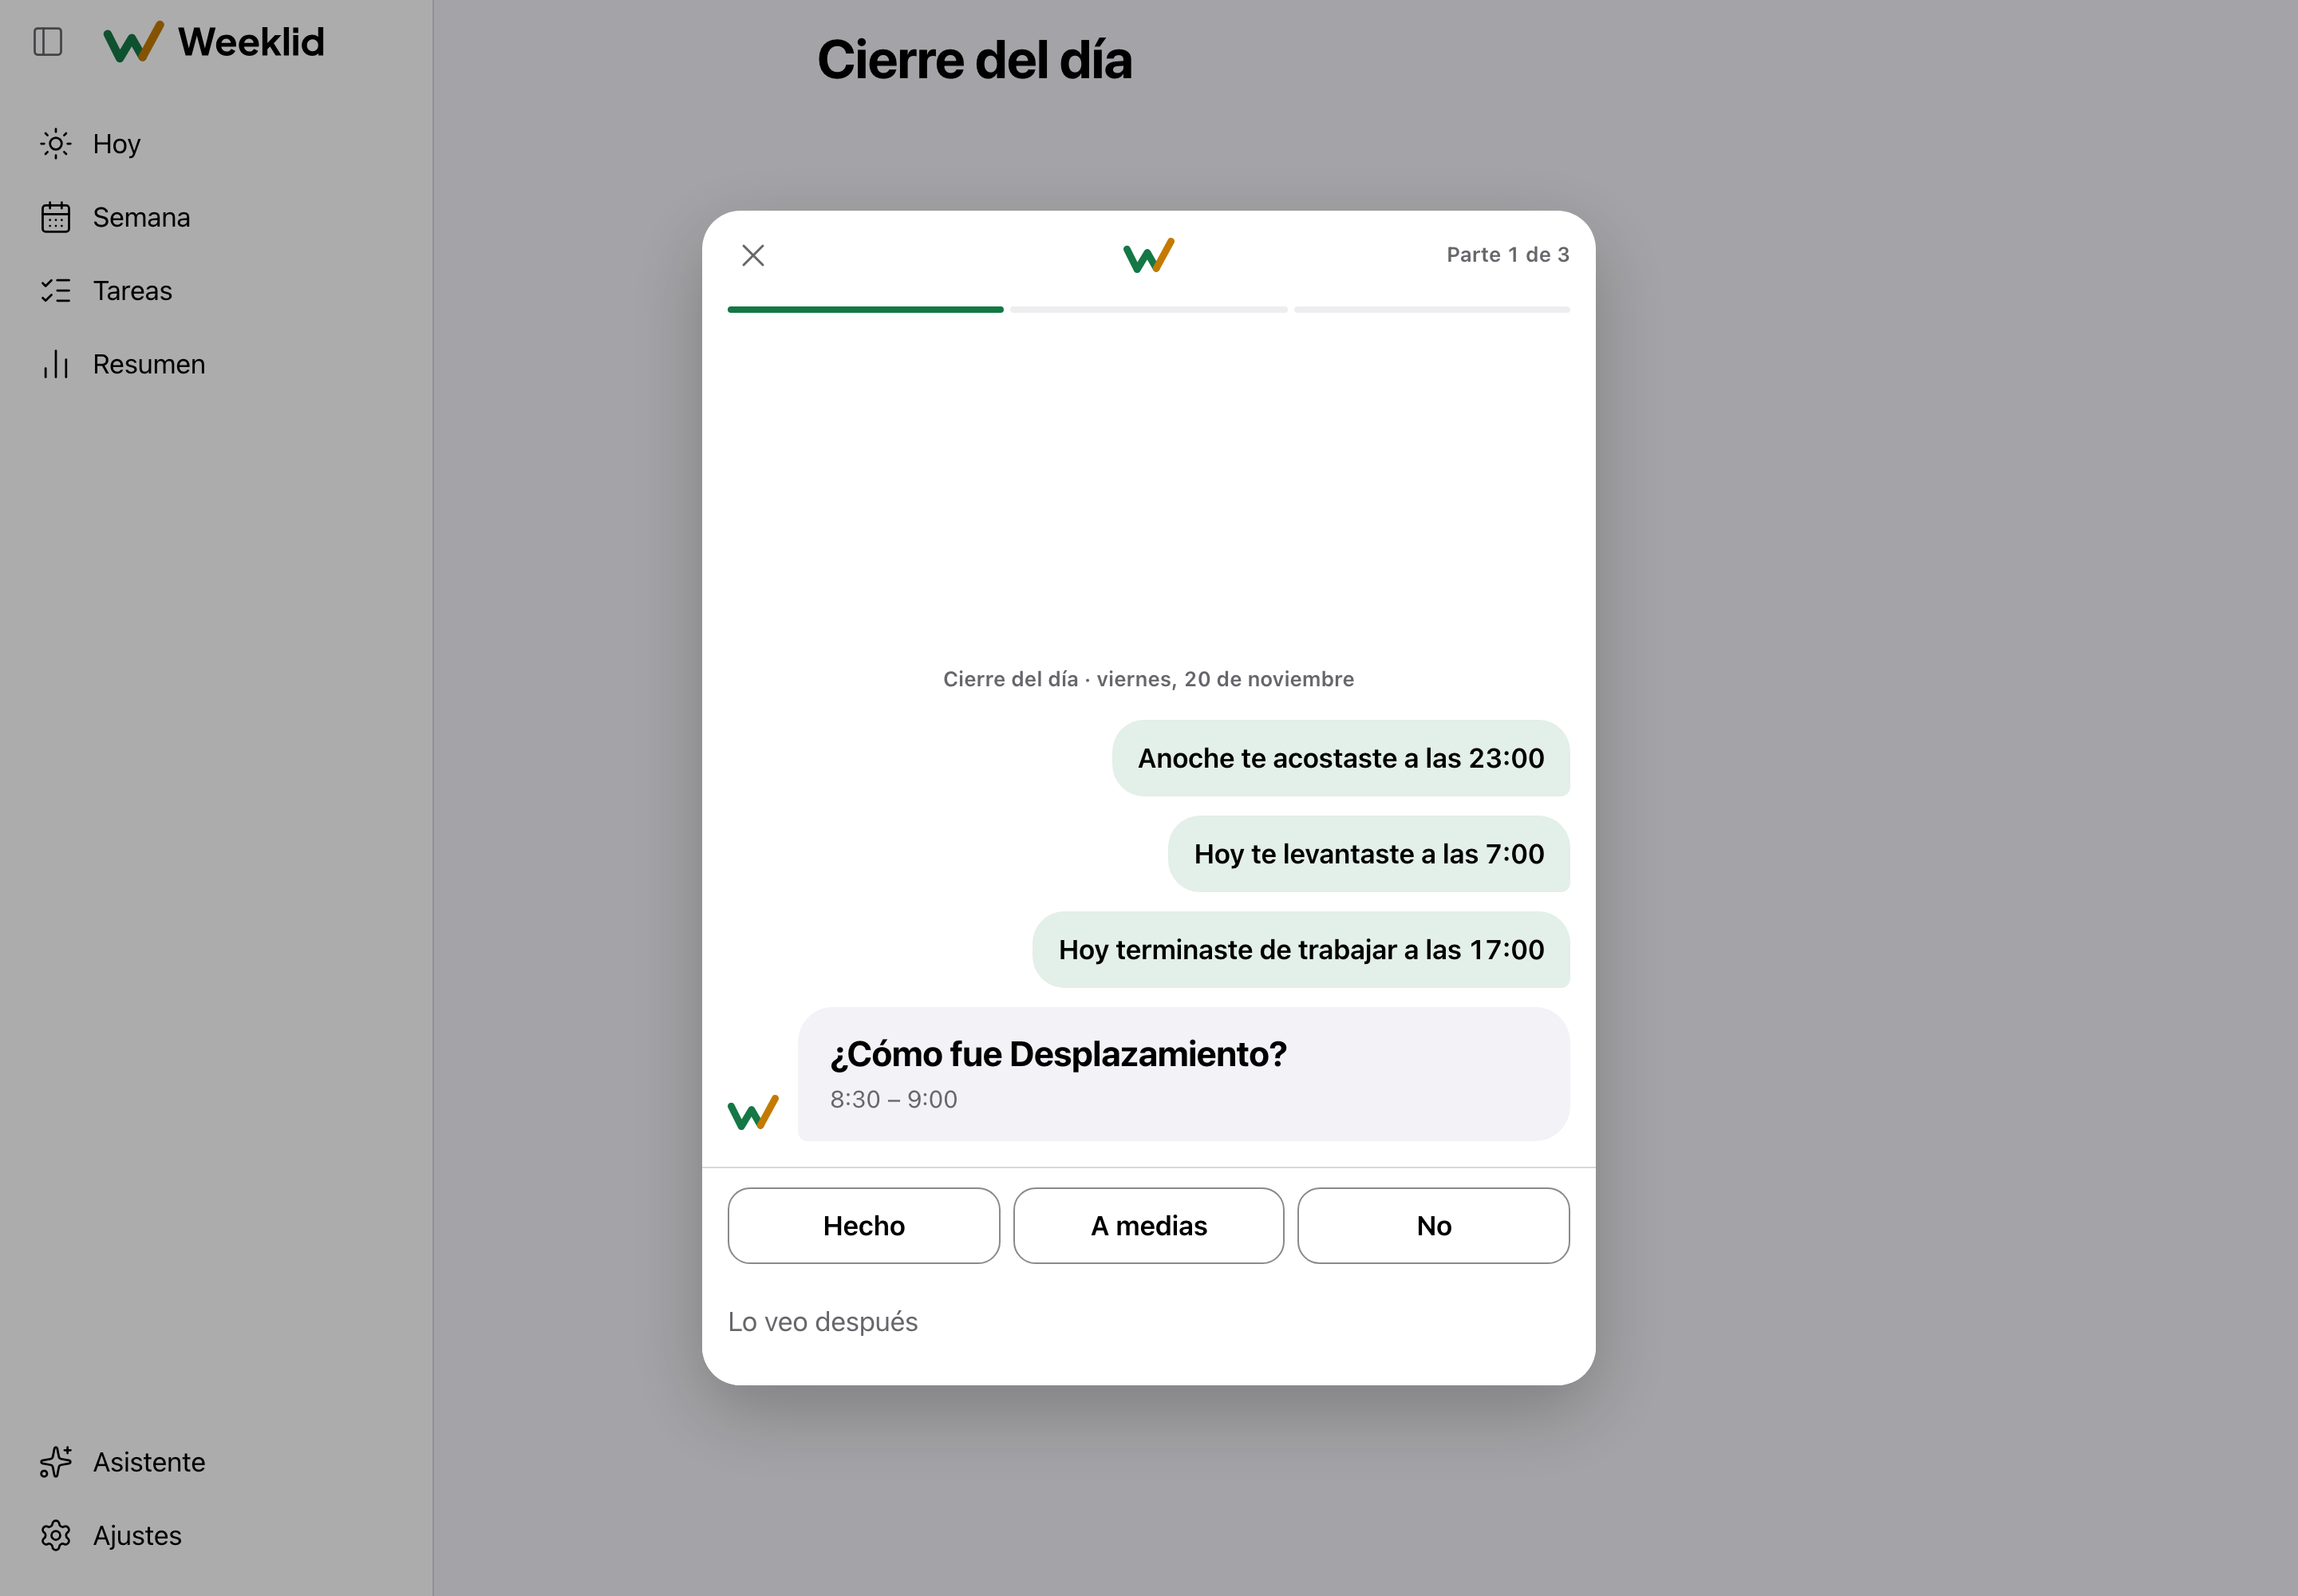 Weeklid
Hoy
Semana
Tareas
Resumen
Asistente
Ajustes
Cierre del día
Parte 1 de 3
Cierre del día · viernes, 20 de noviembre
Anoche te acostaste a las 23:00
Hoy te levantaste a las 7:00
Hoy terminaste de trabajar a las 17:00
¿Cómo fue Desplazamiento?
8:30 – 9:00
Hecho
A medias
No
Lo veo después